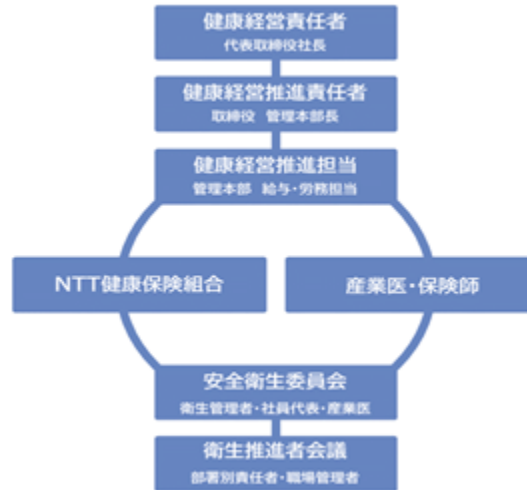 健康経営責任者
代表取締役社長
健康経営推進責任者
取締役 管理本部長
健康経営推進担当
管理本部 給与・労務担当
NTT健康保険組合
産業医・保険師
安全衛生委員会
衛生管理者・社員代表・産業医
衛生推進者会議
部署別責任者・職場管理者